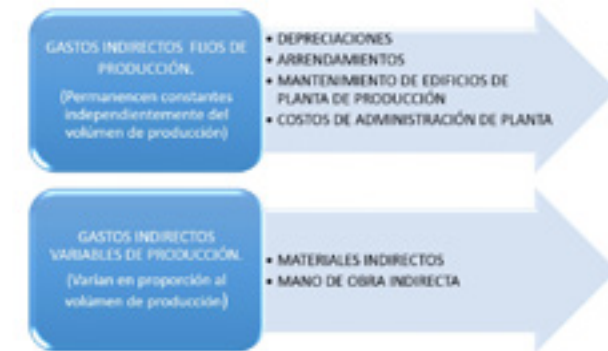 GASTOS INDIRECTOS FIJOS DE
PRODUCCIÓN.
(Permanencen constantes
independientemente del
volúmen de producción)
• DEPRECIACIONES
• ARRENDAMIENTOS
• MANTENIMIENTO DE EDIFICIOS DE
PLANTA DE PRODUCCIÓN
• COSTOS DE ADMINISTRACIÓN DE PLANTA
GASTOS INDIRECTOS
VARIABLES DE PRODUCCIÓN.
(Varian en proporción al
volúmen de producción)
• MATERIALES INDIRECTOS
• MANO DE OBRA INDIRECTA